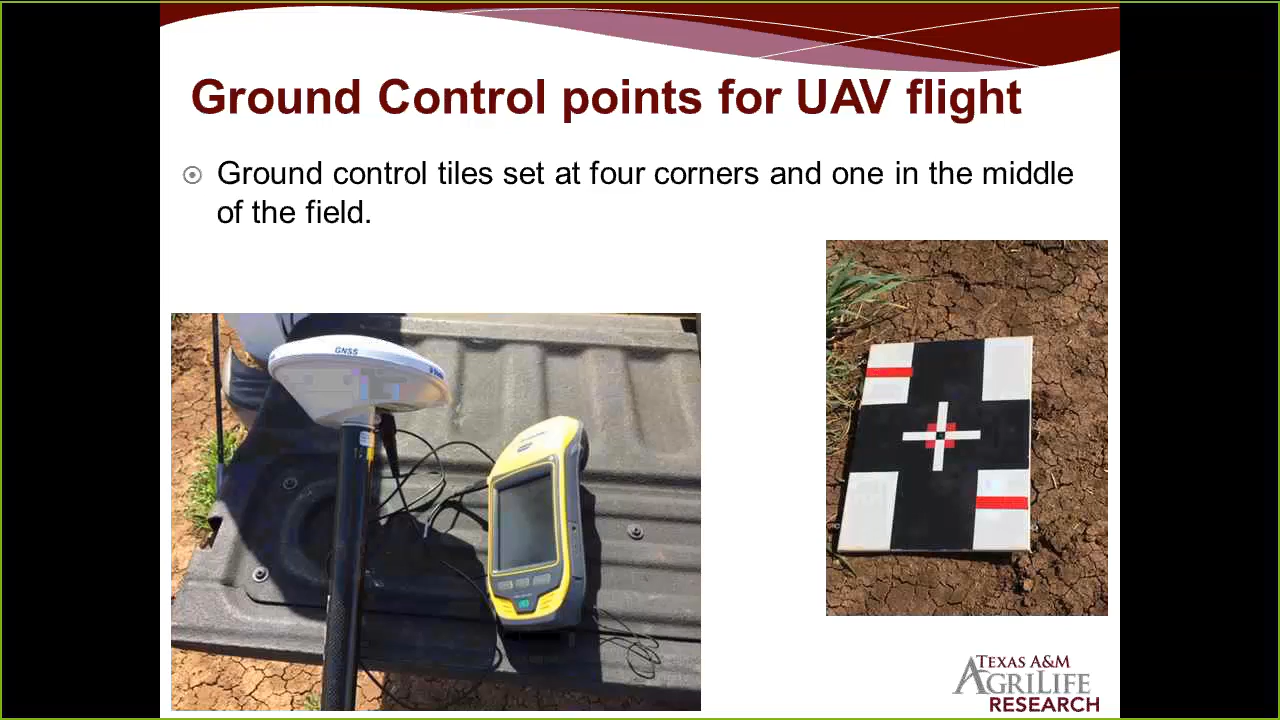 Ground Control points for UAV flight
Ground control tiles set at four corners and one in the middle
of the field.
GNSS
TEXAS A&M
AGRILIFE
RESEARCH